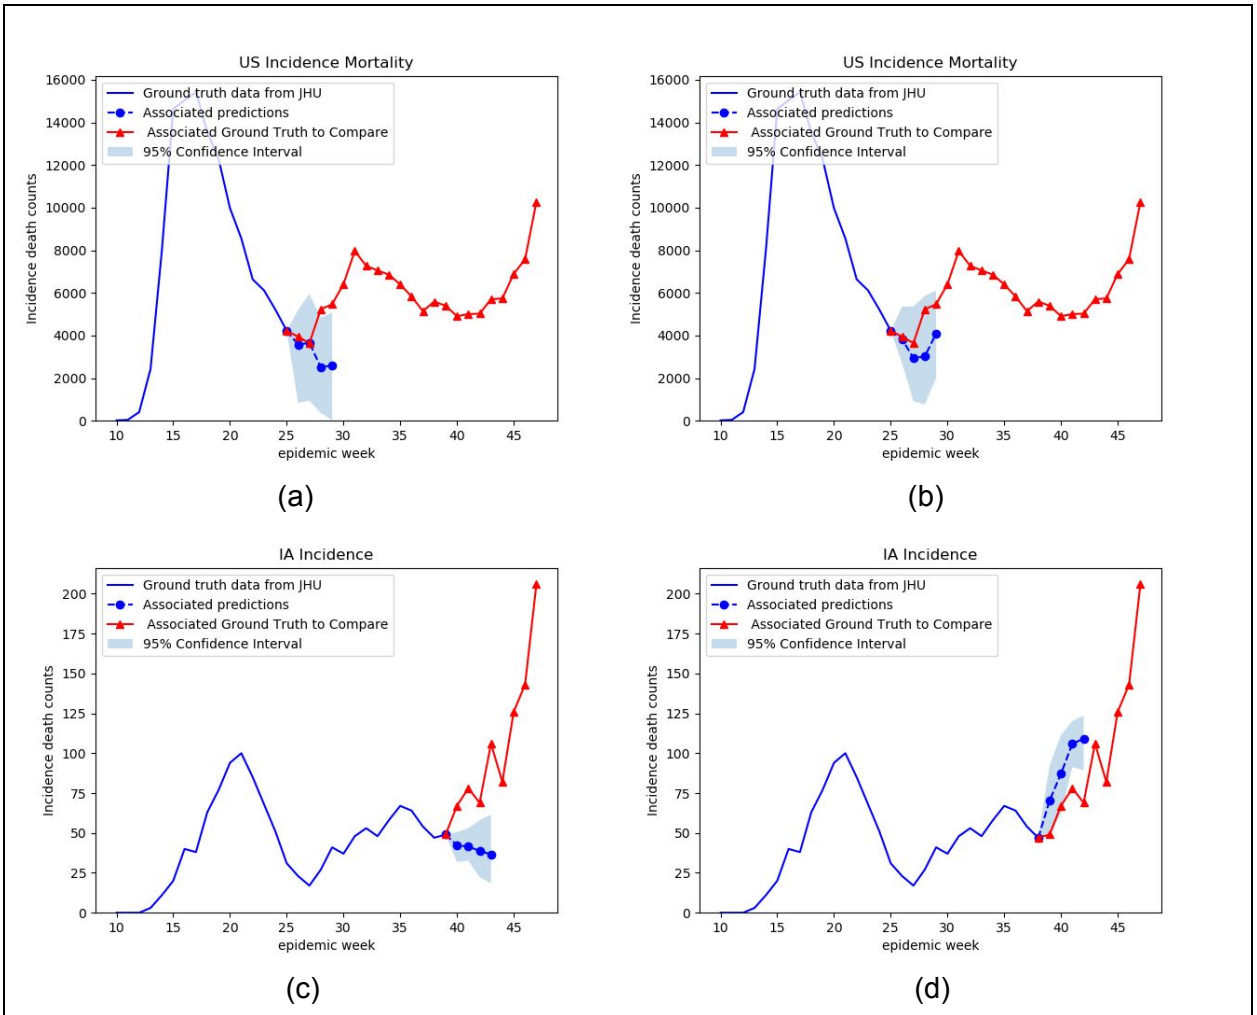 US Incidence Mortality
16000
14000
12000
10000
8000
6000
4000
2000
0
Incidence death counts
Ground truth data from JHU
Associated predictions
Associated Ground Truth to Compare
95% Confidence Interval
10 15 20 25 30 35 40 45
epidemic week
(a)
US Incidence Mortality
16000
14000
12000
10000
8000
6000
4000
2000
0
Incidence death counts
Ground truth data from JHU
Associated predictions
Associated Ground Truth to Compare
95% Confidence Interval
10 15 20 25 30 35 40 45
epidemic week
(b)
IA Incidence
200
175
150
125
100
75
50
25
0
Incidence death counts
Ground truth data from JHU
Associated predictions
Associated Ground Truth to Compare
95% Confidence Interval
10 15 20 25 30 35 40 45
epidemic week
(c)
IA Incidence
200
175
150
125
100
75
50
25
0
Incidence death counts
Ground truth data from JHU
Associated predictions
Associated Ground Truth to Compare
95% Confidence Interval
10 15 20 25 30 35 40 45
epidemic week
(d)